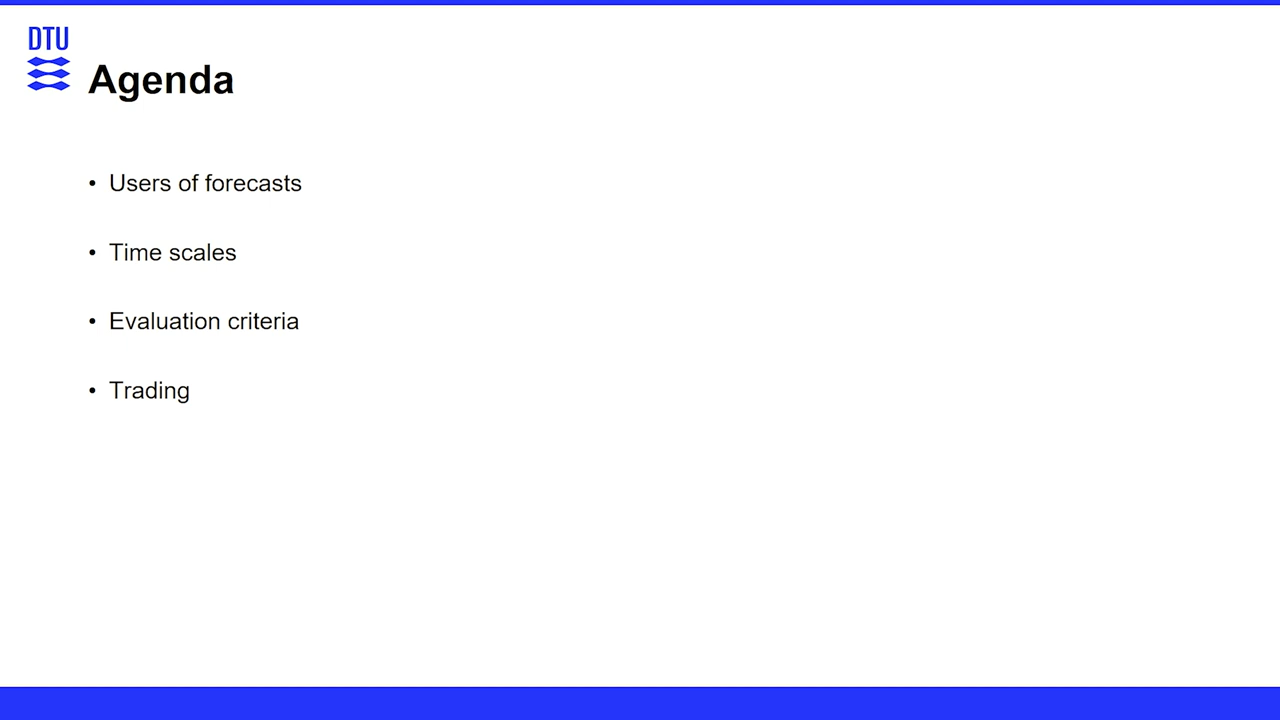 DTU
Agenda
• Users of forecasts
• Time scales
• Evaluation criteria
• Trading